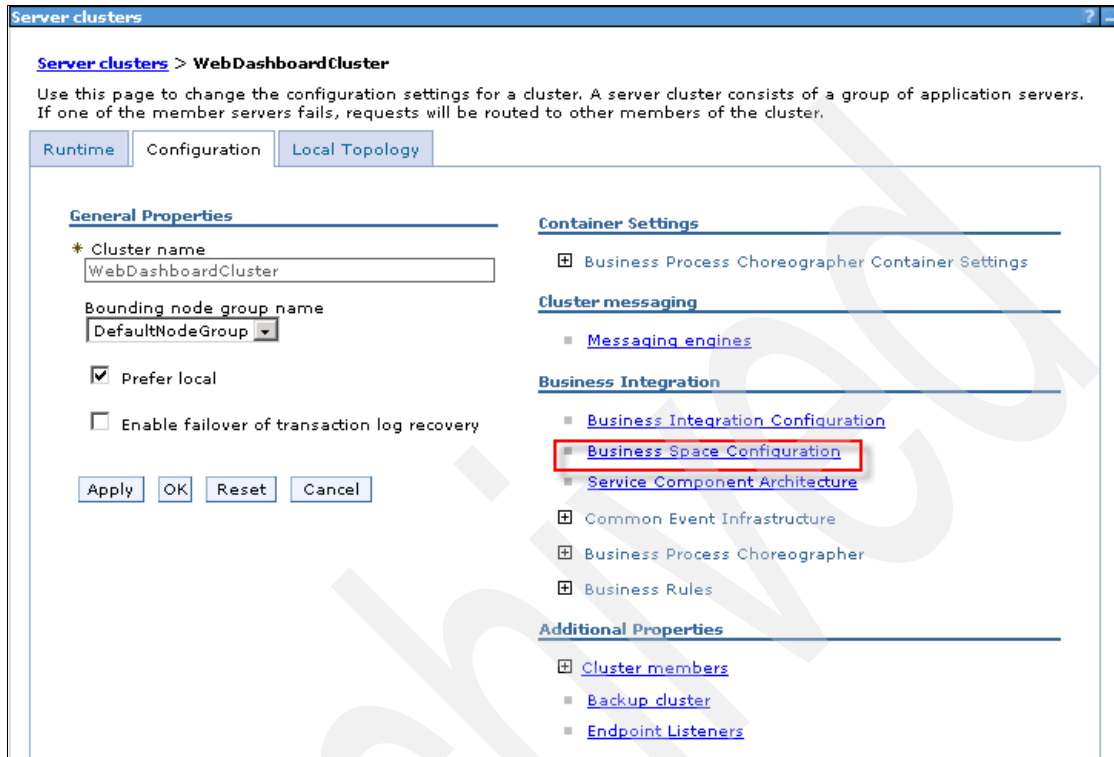 Server clusters
? –
Server clusters > WebDashboardCluster
Use this page to change the configuration settings for a cluster. A server cluster consists of a group of application servers.
If one of the member servers fails, requests will be routed to other members of the cluster.
Runtime Configuration Local Topology
General Properties
* Cluster name
WebDashboardCluster
Bounding node group name
DefaultNodeGroup
Prefer local
Enable failover of transaction log recovery
Apply OK Reset Cancel
Container Settings
Business Process Choreographer Container Settings
Cluster messaging
Messaging engines
Business Integration
Business Integration Configuration
Business Space Configuration
Service Component Architecture
Common Event Infrastructure
Business Process Choreographer
Business Rules
Additional Properties
Cluster members
Backup cluster
Endpoint Listeners